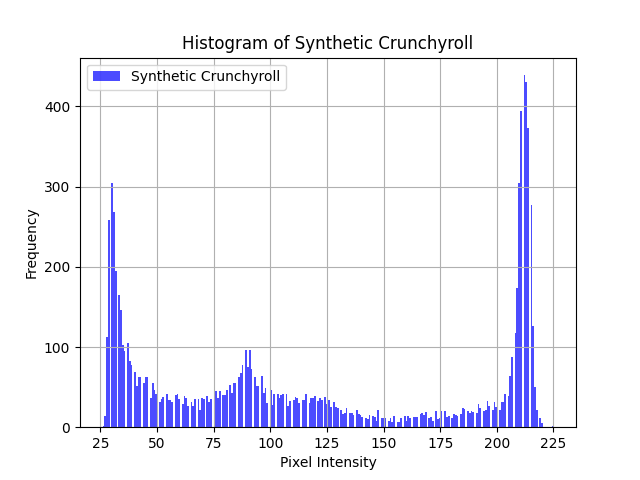 Histogram of Synthetic Crunchyroll
Synthetic Crunchyroll
400
300
200
100
0
Frequency
25 50 75 100 125 150 175 200 225
Pixel Intensity